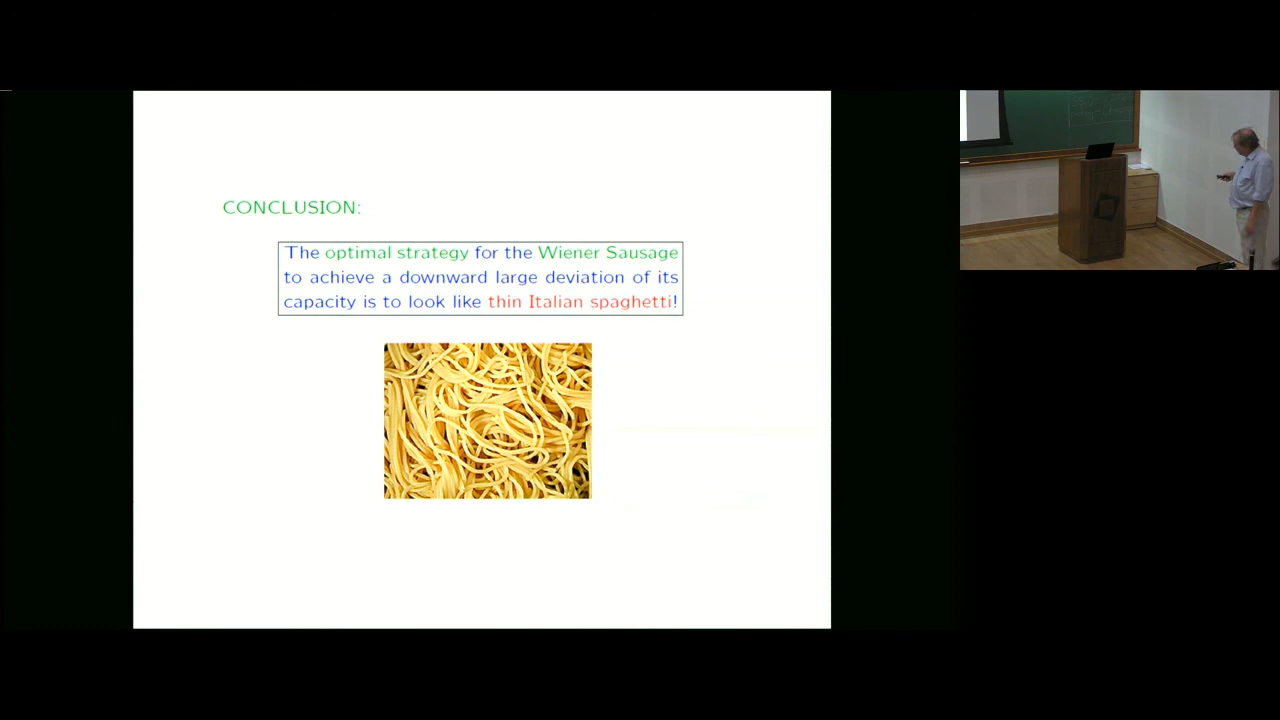 CONCLUSION:
The optimal strategy for the Wiener Sausage
to achieve a downward large deviation of its
capacity is to look like thin Italian spaghetti!